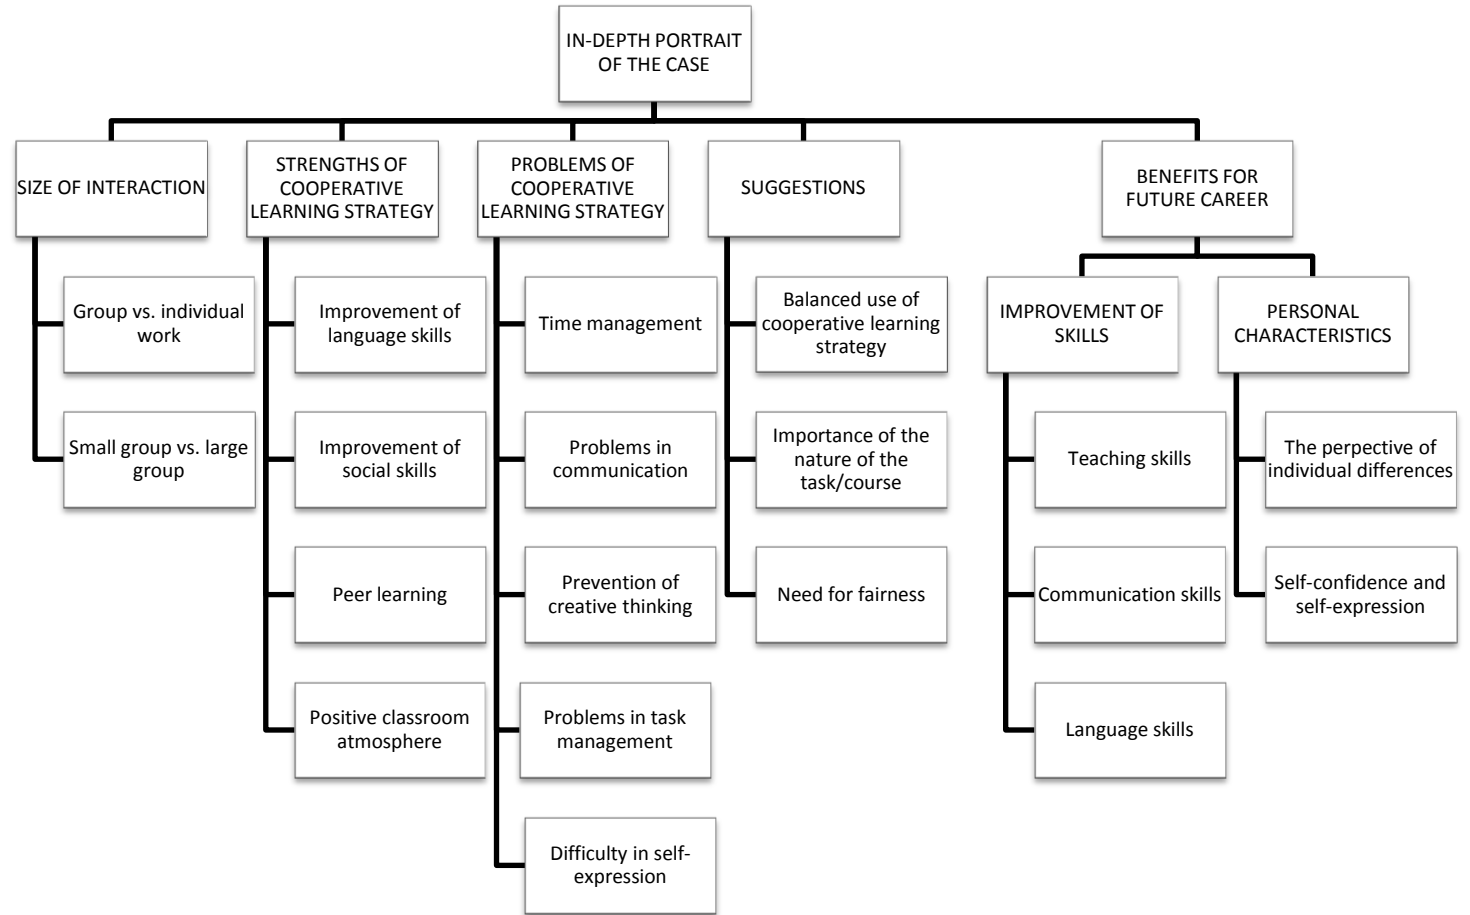 IN-DEPTH PORTRAIT
OF THE CASE
SIZE OF INTERACTION
STRENGTHS OF
COOPERATIVE
LEARNING STRATEGY
PROBLEMS OF
COOPERATIVE
LEARNING STRATEGY
SUGGESTIONS
BENEFITS FOR
FUTURE CAREER
Group vs. individual
work
Small group vs. large
group
Improvement of
language skills
Improvement of
social skills
Peer learning
Positive classroom
atmosphere
Time management
Problems in
communication
Prevention of
creative thinking
Problems in task
management
Difficulty in self-
expression
Balanced use of
cooperative learning
strategy
Importance of the
nature of the
task/course
Need for fairness
IMPROVEMENT OF
SKILLS
PERSONAL
CHARACTERISTICS
Teaching skills
Communication skills
Language skills
The perpective of
individual differences
Self-confidence and
self-expression